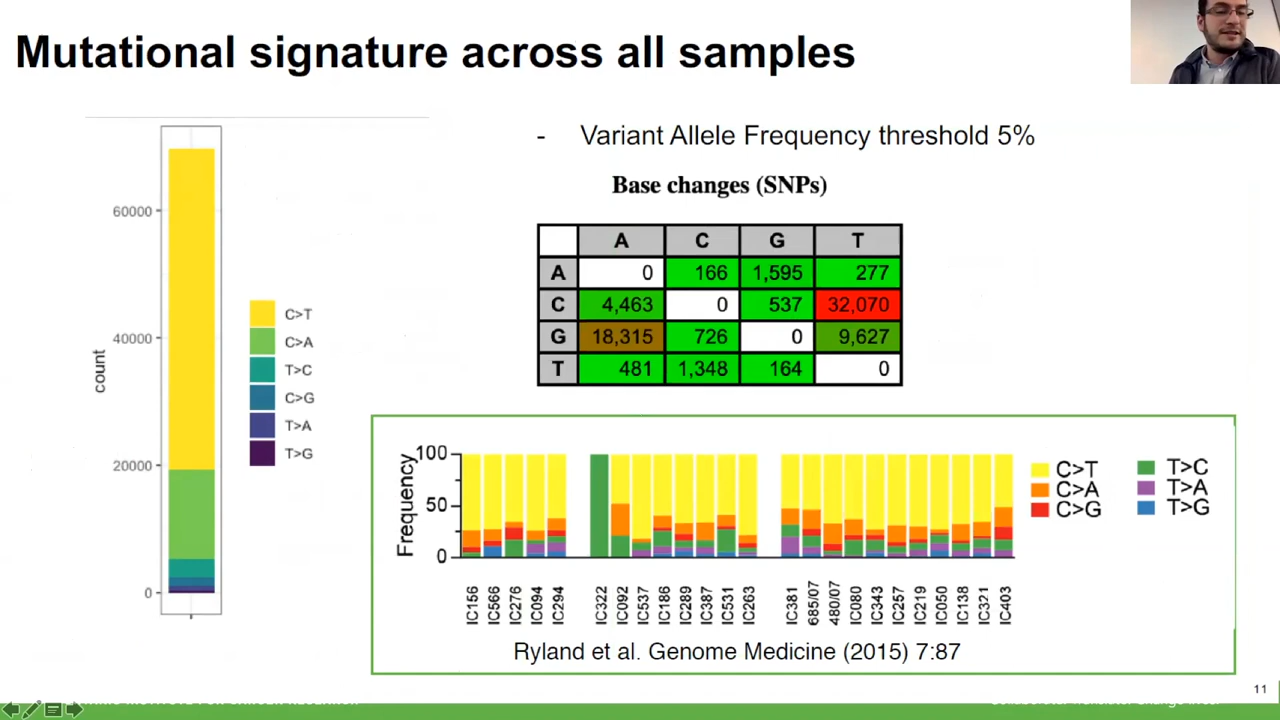 Mutational signature across all samples
- Variant Allele Frequency threshold 5%
Base changes (SNPs)
A C G T
A 0 166 1,595 277
C 4,463 0 537 32,070
G 18,315 726 0 9,627
T 481 1,348 164 0
60000
40000
20000
0
count
C>T
C>A
T>C
C>G
T>A
T>G
100
50
0
Frequency
IC156 IC566 IC276 IC094 IC294 IC322 IC092 IC537 IC186 IC289 IC387 IC531 IC263 IC381 685/07 480/07 IC080 IC343 IC257 IC219 IC050 IC138 IC321 IC403
C>T T>C
C>A T>A
C>G T>G
Ryland et al. Genome Medicine (2015) 7:87
11